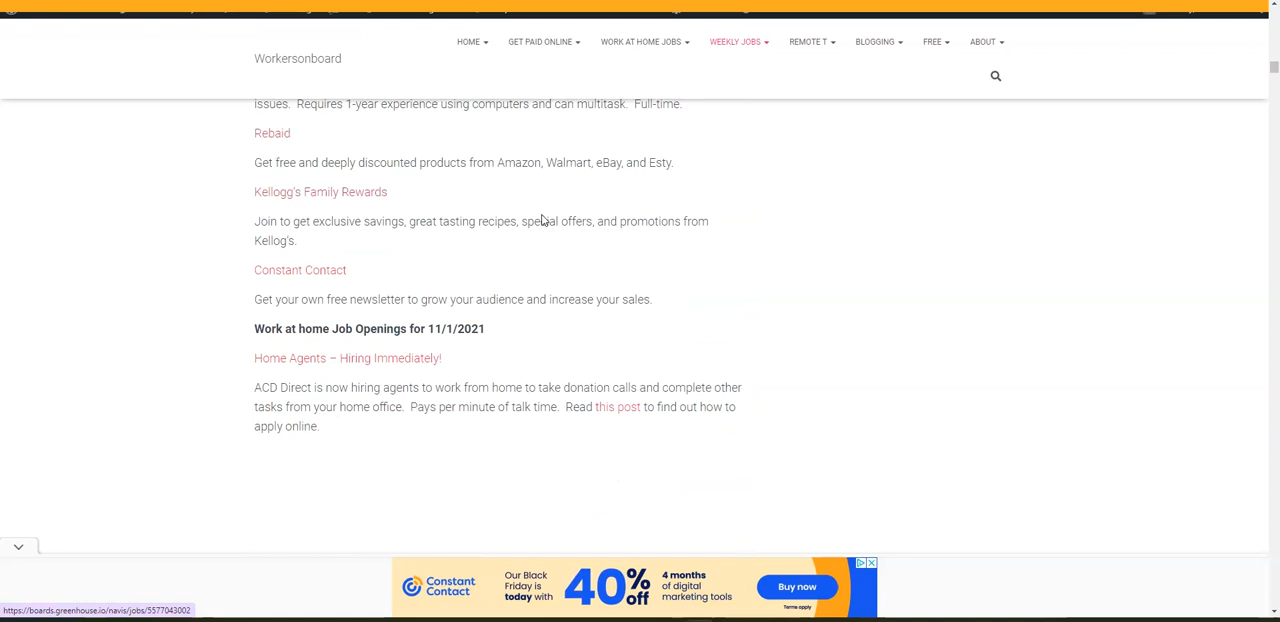 HOME GET PAID ONLINE WORK AT HOME JOBS WEEKLY JOBS REMOTE T BLOGGING FREE ABOUT
Workersonboard
issues. Requires 1-year experience using computers and can multitask. Full-time.
Rebaid
Get free and deeply discounted products from Amazon, Walmart, eBay, and Esty.
Kellogg's Family Rewards
Join to get exclusive savings, great tasting recipes, special offers, and promotions from
Kellog's.
Constant Contact
Get your own free newsletter to grow your audience and increase your sales.
Work at home Job Openings for 11/1/2021
Home Agents – Hiring Immediately!
ACD Direct is now hiring agents to work from home to take donation calls and complete other
tasks from your home office. Pays per minute of talk time. Read this post to find out how to
apply online.
Constant
Contact
Our Black
Friday is
today with
40% off
4 months
of digital
marketing tools
Buy now
Terms apply
https://boards.greenhouse.io/navis/jobs/5577043002